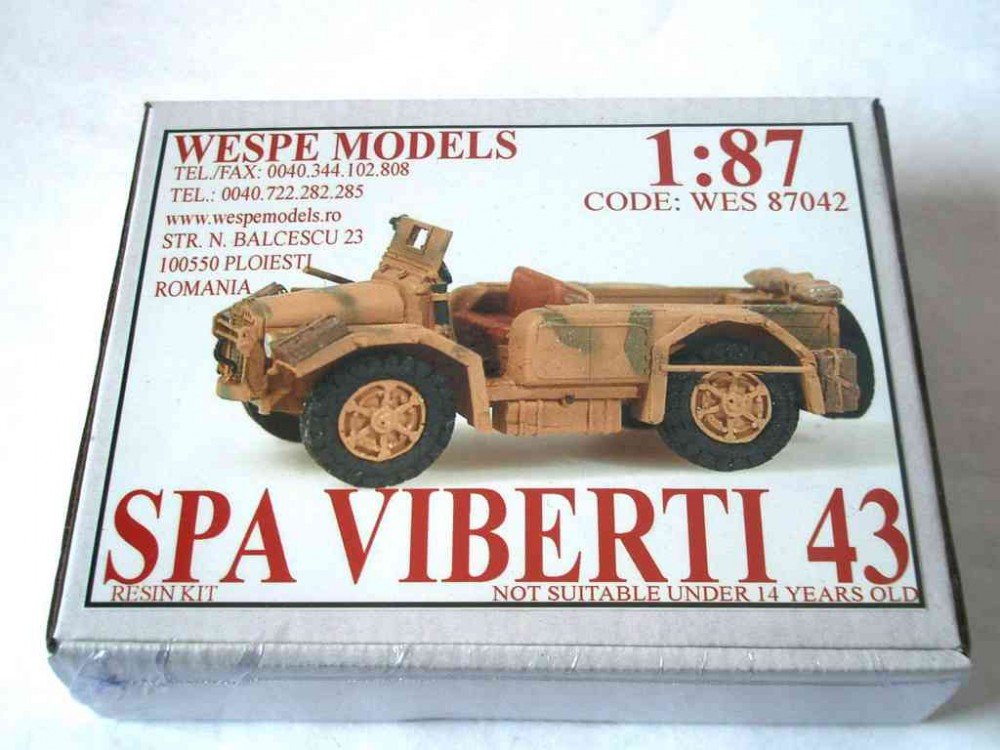 WESPE MODELS
TEL./FAX: 0040.344.102.808
TEL.: 0040.722.282.285
www.wespemodels.ro
STR. N. BALCESCU 23
100550 PLOIESTI
ROMANIA
1:87
CODE: WES 87042
SPA VIBERTI 43
RESIN KIT
NOT SUITABLE UNDER 14 YEARS OLD